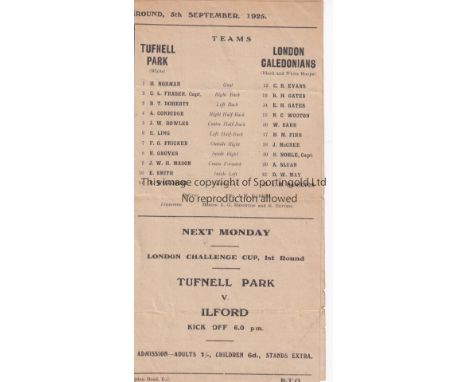 ROUND, 5th SEPTEMBER, 1925.
TEAMS
TUFNELL PARK
(Whites)
LONDON CALEDONIANS
(Black and White Hoops)
1 H. NORMAN Goal 12 C. R. EVANS
2 C. L. FRASER, Capt. Right Back 13 B. H. GATES
3 B. T. DOHERTY Left Back 14 E. H. GATES
4 A. CORRIDGE Right Half Back 15 N. C. WOOTON
5 J. W. BOWLES Centre Half Back 16 W. BARR
6 E. LING Left Half Back 17 H. M. FINN
7 F. G. FRICKER Outside Right 18 J. McCREE
8 H. GROVES Inside Right 19 R. NOBLE, Capt.
9 J. W. H. MASON Centre Forward 20 A. SLOAN
10 E. SMITH Inside Left 21 D. W. MAY
This image copyright of Sportingold Ltd
No reproduction allowed
NEXT MONDAY
LONDON CHALLENGE CUP, 1st Round
TUFNELL PARK
V.
ILFORD
KICK OFF 6.0 p.m.
ADMISSION—ADULTS 1/-, CHILDREN 6d., STANDS EXTRA.
P.T.O.